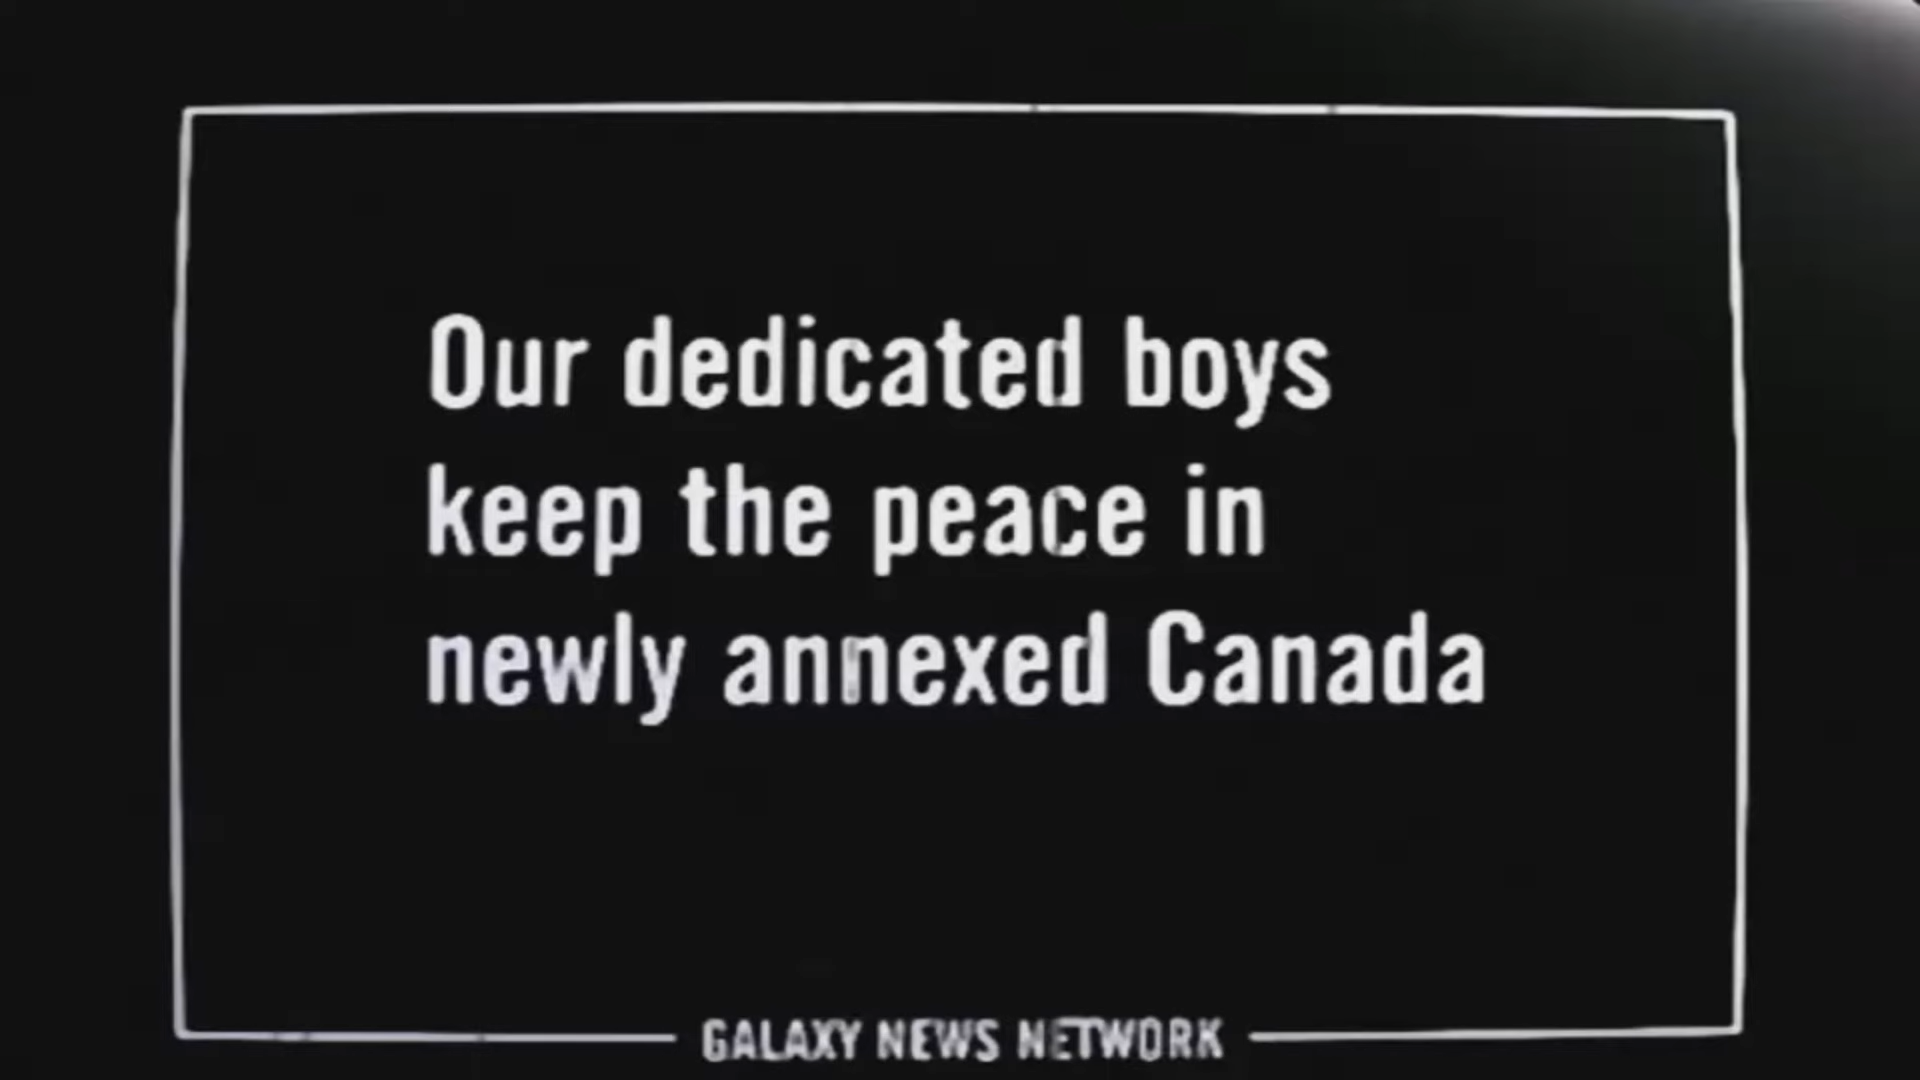 Our dedicated boys
keep the peace in
newly annexed Canada
GALAXY NEWS NETWORK